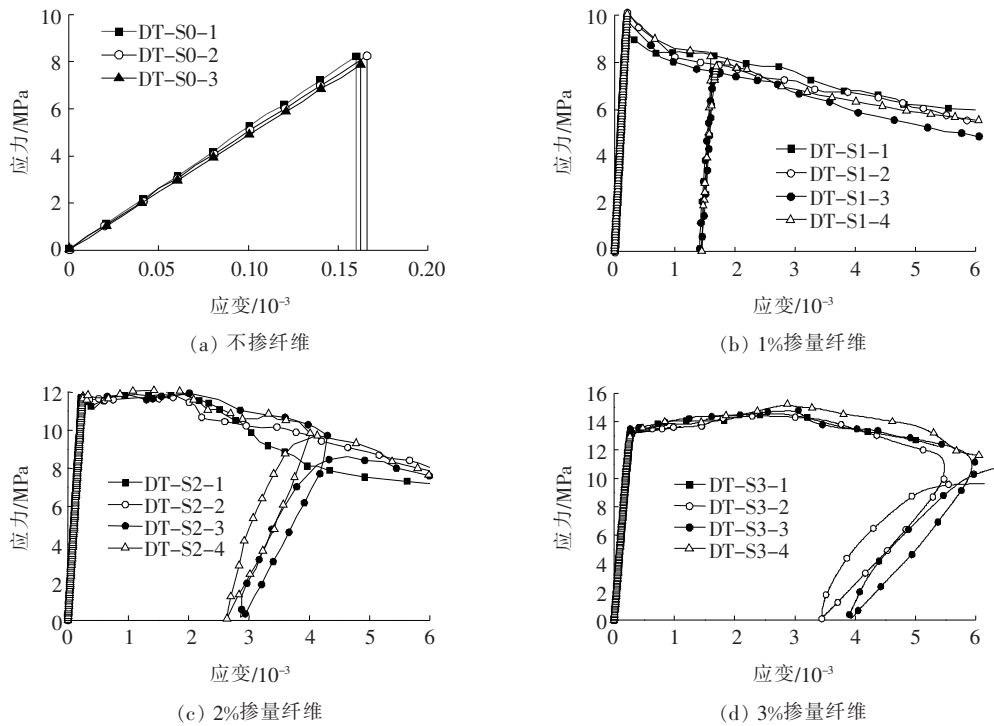 应力/MPa
10
8
6
4
2
0
DT-S0-1
DT-S0-2
DT-S0-3
0 0.05 0.10 0.15 0.20
应变/10⁻³
(a) 不掺纤维
应力/MPa
10
8
6
4
2
0
DT-S1-1
DT-S1-2
DT-S1-3
DT-S1-4
0 1 2 3 4 5 6
应变/10⁻³
(b) 1%掺量纤维
应力/MPa
12
10
8
6
4
2
0
DT-S2-1
DT-S2-2
DT-S2-3
DT-S2-4
0 1 2 3 4 5 6
应变/10⁻³
(c) 2%掺量纤维
应力/MPa
16
14
12
10
8
6
4
2
0
DT-S3-1
DT-S3-2
DT-S3-3
DT-S3-4
0 1 2 3 4 5 6
应变/10⁻³
(d) 3%掺量纤维